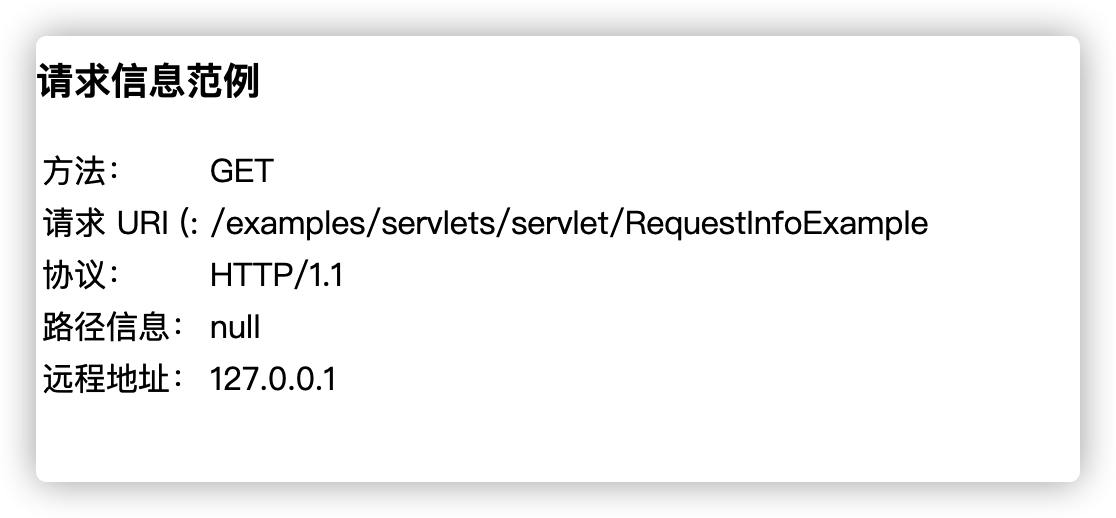 请求信息范例
方法： GET
请求 URI (: /examples/servlets/servlet/RequestInfoExample
协议： HTTP/1.1
路径信息： null
远程地址： 127.0.0.1